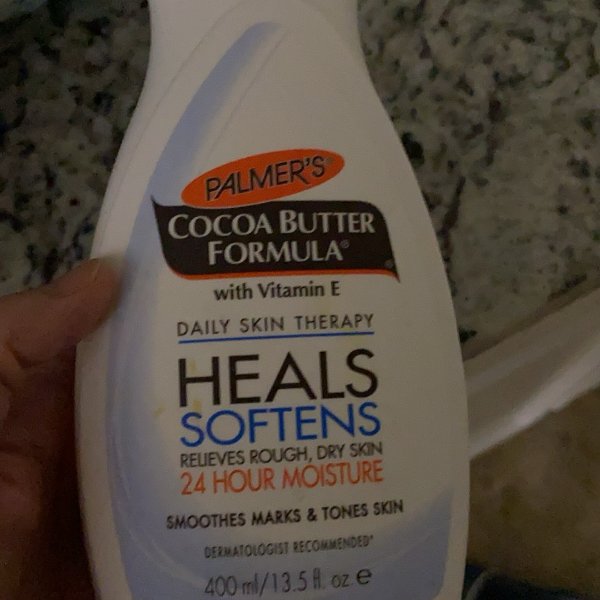 PALMER'S®
COCOA BUTTER
FORMULA®
with Vitamin E
DAILY SKIN THERAPY
HEALS
SOFTENS
RELIEVES ROUGH, DRY SKIN
24 HOUR MOISTURE
SMOOTHES MARKS & TONES SKIN
DERMATOLOGIST RECOMMENDED*
400 ml/13.5 fl. oz. ℮